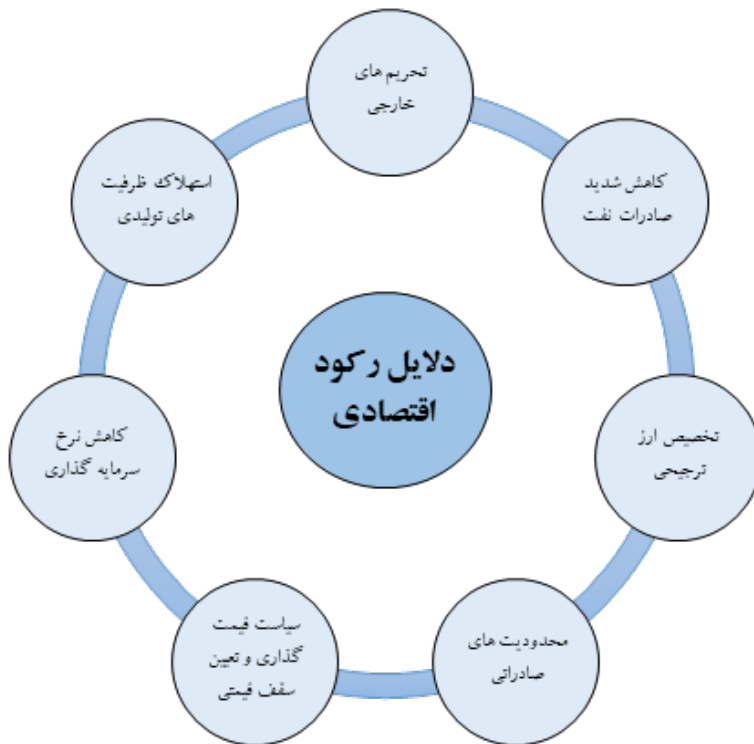 تحریم های
خارجی
کاهش شدید
صادرات نفت
تخصیص ارز
ترجیحی
محدودیت های
صادراتی
سیاست قیمت
گذاری و تعیین
سقف قیمتی
کاهش نرخ
سرمایه گذاری
استهلاک ظرفیت
های تولیدی
دلایل رکود
اقتصادی